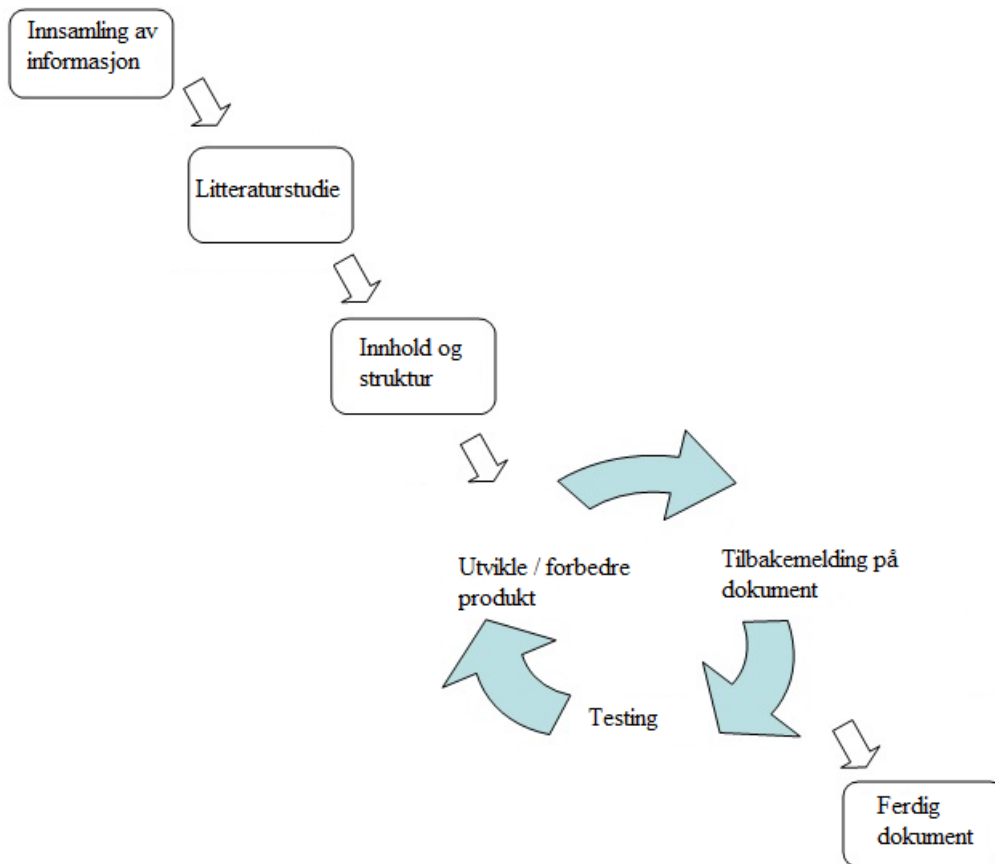 Innsamling av
informasjon
Litteraturstudie
Innhold og
struktur
Utvikle / forbedre
produkt
Tilbakemelding på
dokument
Testing
Ferdig
dokument